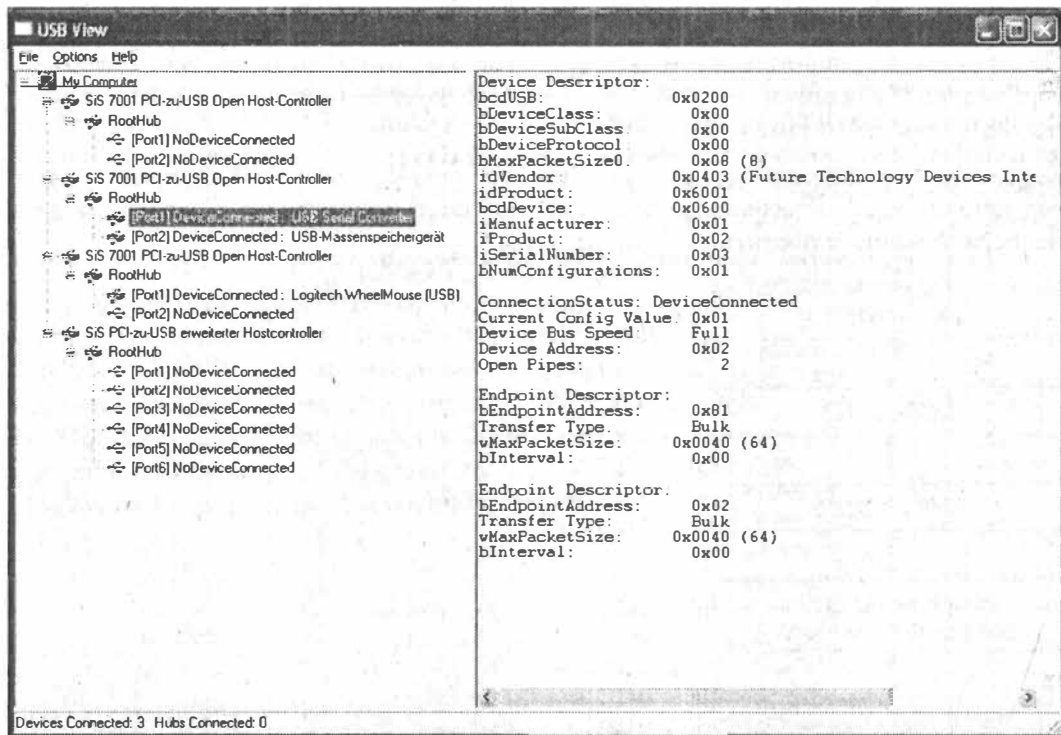 USB View
File Options Help
My Computer
SiS 7001 PCI-zu-USB Open Host-Controller
RootHub
[Port1] NoDeviceConnected
[Port2] NoDeviceConnected
SiS 7001 PCI-zu-USB Open Host-Controller
RootHub
[Port1] DeviceConnected : USB Serial Converter
[Port2] DeviceConnected : USB-Massenspeichergerät
SiS 7001 PCI-zu-USB Open Host-Controller
RootHub
[Port1] DeviceConnected : Logitech WheelMouse (USB)
[Port2] NoDeviceConnected
SiS PCI-zu-USB erweiterter Hostcontroller
RootHub
[Port1] NoDeviceConnected
[Port2] NoDeviceConnected
[Port3] NoDeviceConnected
[Port4] NoDeviceConnected
[Port5] NoDeviceConnected
[Port6] NoDeviceConnected
Device Descriptor:
bcdUSB: 0x0200
bDeviceClass: 0x00
bDeviceSubClass 0x00
bDeviceProtocol 0x00
bMaxPacketSize0. 0x08 (8)
idVendor 0x0403 (Future Technology Devices Inte
idProduct: 0x6001
bcdDevice: 0x0600
iManufacturer: 0x01
iProduct: 0x02
iSerialNumber: 0x03
bNumConfigurations: 0x01
ConnectionStatus: DeviceConnected
Current Config Value 0x01
Device Bus Speed Full
Device Address: 0x02
Open Pipes: 2
Endpoint Descriptor:
bEndpointAddress: 0x81
Transfer Type. Bulk
wMaxPacketSize: 0x0040 (64)
bInterval: 0x00
Endpoint Descriptor.
bEndpointAddress: 0x02
Transfer Type: Bulk
wMaxPacketSize: 0x0040 (64)
bInterval: 0x00
Devices Connected: 3 Hubs Connected: 0